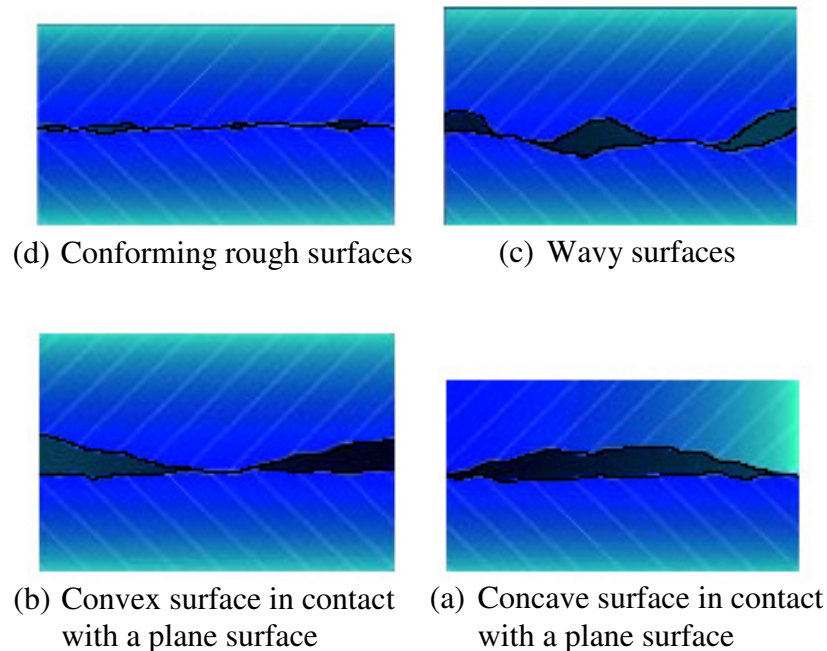 (d) Conforming rough surfaces
(c) Wavy surfaces
(b) Convex surface in contact
with a plane surface
(a) Concave surface in contact
with a plane surface